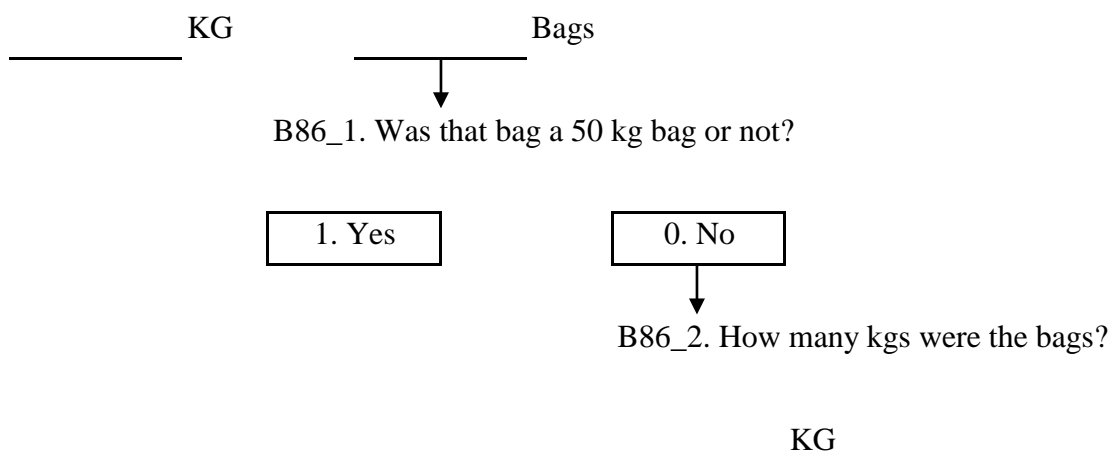 KG Bags
B86_1. Was that bag a 50 kg bag or not?
1. Yes 0. No
B86_2. How many kgs were the bags?
KG